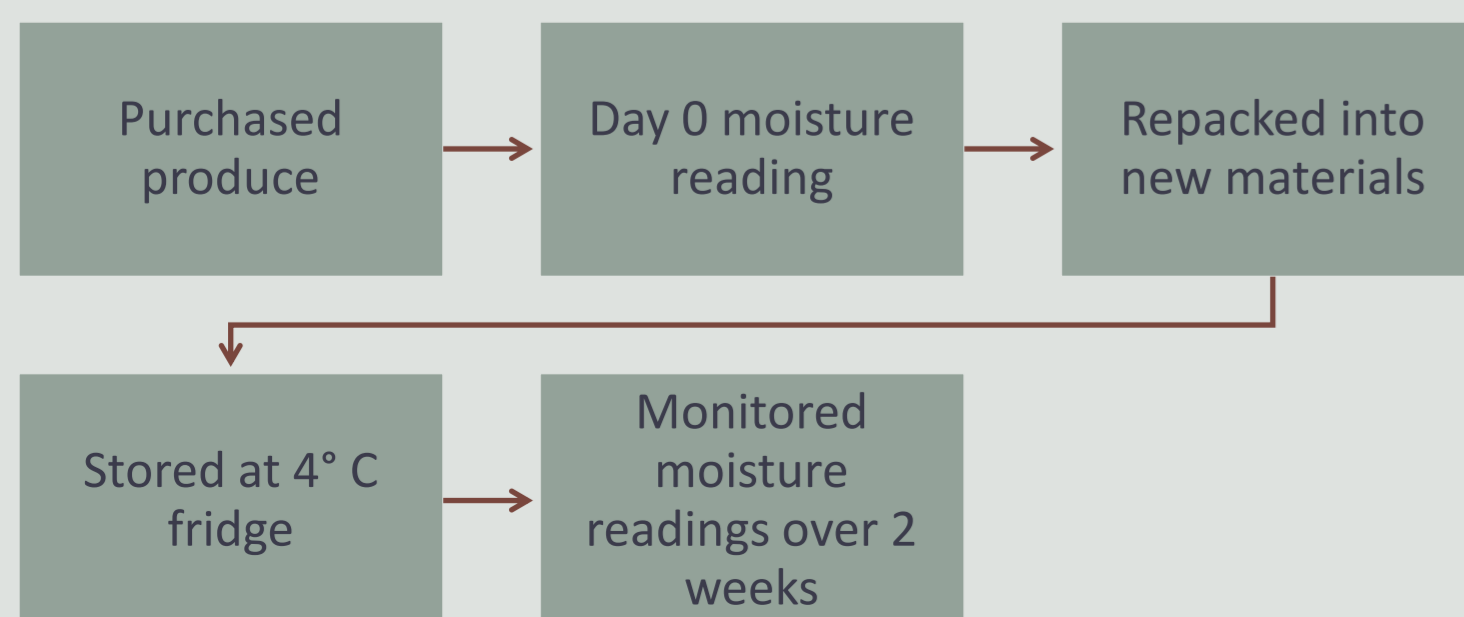 Purchased
produce
Day 0 moisture
reading
Repacked into
new materials
Stored at 4° C
fridge
Monitored
moisture
readings over 2
weeks